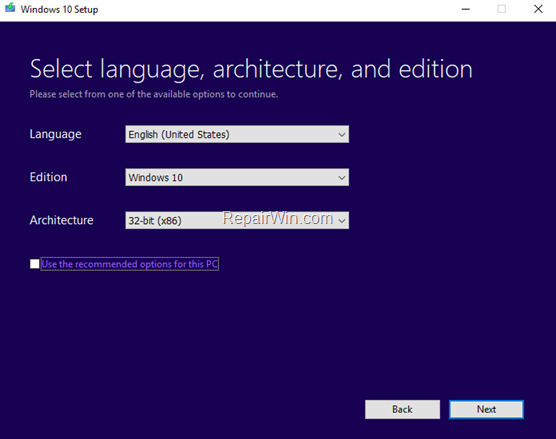 Windows 10 Setup
Select language, architecture, and edition
Please select from one of the available options to continue.
Language
English (United States)
Edition
Windows 10
Architecture
32-bit (x86)
RepairWin.com
Use the recommended options for this PC
Back
Next